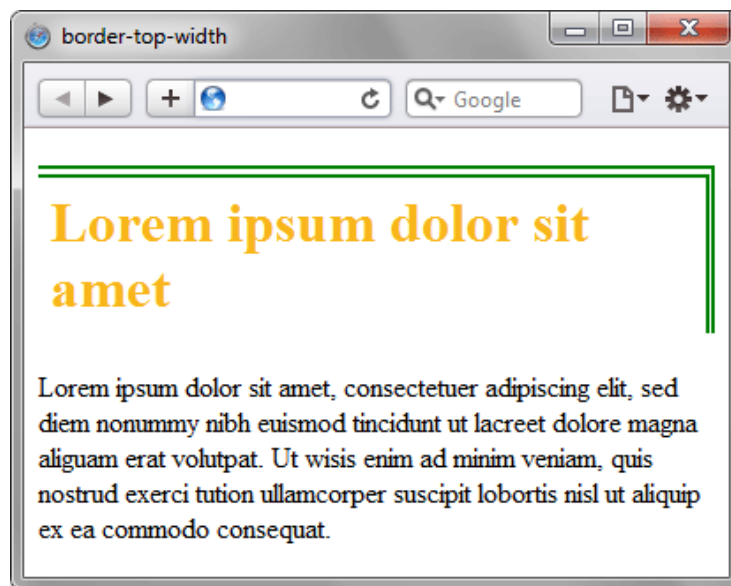 border-top-width
Google
Lorem ipsum dolor sit
amet
Lorem ipsum dolor sit amet, consectetuer adipiscing elit, sed
diem nonummy nibh euismod tincidunt ut lacreet dolore magna
aliguam erat volutpat. Ut wisis enim ad minim veniam, quis
nostrud exerci tution ullamcorper suscipit lobortis nisl ut aliquip
ex ea commodo consequat.